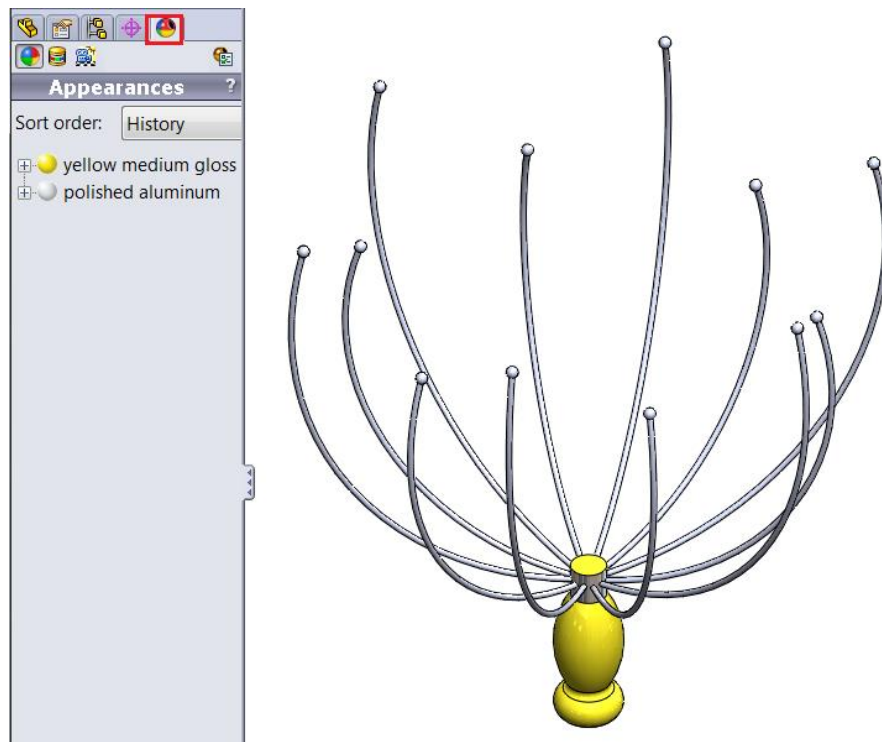 Appearances ?
Sort order: History
yellow medium gloss
polished aluminum